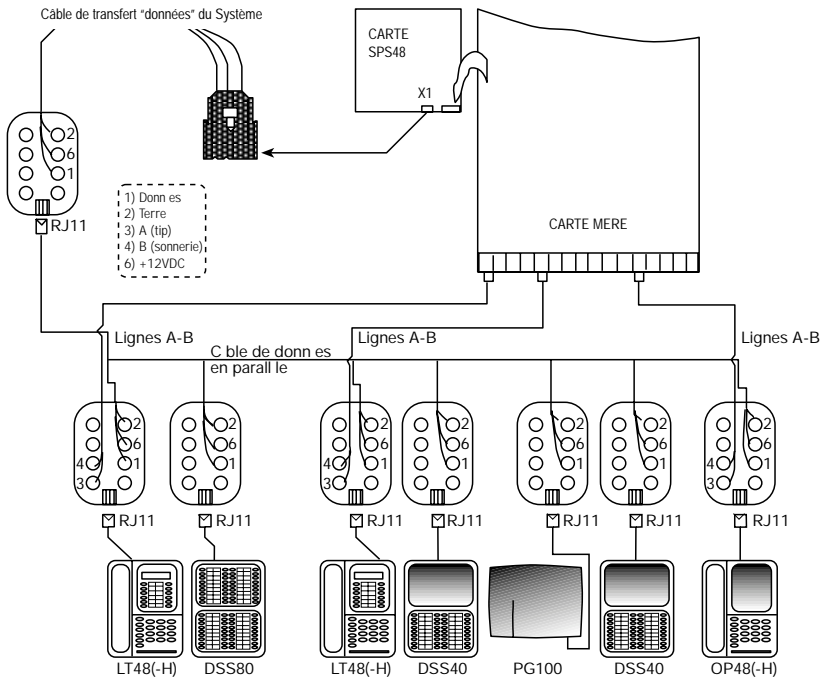 Câble de transfert "données" du Système
CARTE
SPS48
X1
2
6
1
RJ11
1) Donn es
2) Terre
3) A (tip)
4) B (sonnerie)
6) +12VDC
CARTE MERE
Lignes A-B
Lignes A-B
Lignes A-B
C ble de donn es
en parall le
2
6
4
1
3
2
6
1
2
6
4
1
3
2
6
1
2
6
1
2
6
1
2
6
4
1
3
RJ11
RJ11
RJ11
RJ11
RJ11
RJ11
RJ11
LT48(-H)
DSS80
LT48(-H)
DSS40
PG100
DSS40
OP48(-H)